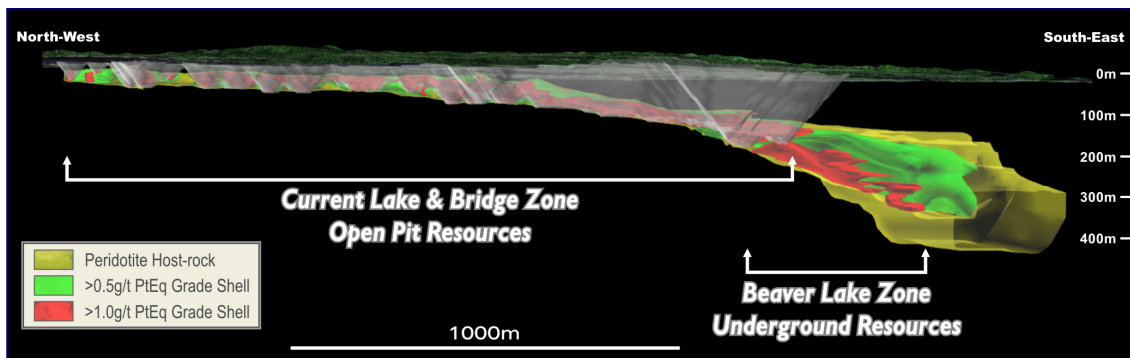 North-West
South-East
0m
100m
200m
300m
400m
Current Lake & Bridge Zone
Open Pit Resources
Peridotite Host-rock
>0.5g/t PtEq Grade Shell
>1.0g/t PtEq Grade Shell
1000m
Beaver Lake Zone
Underground Resources